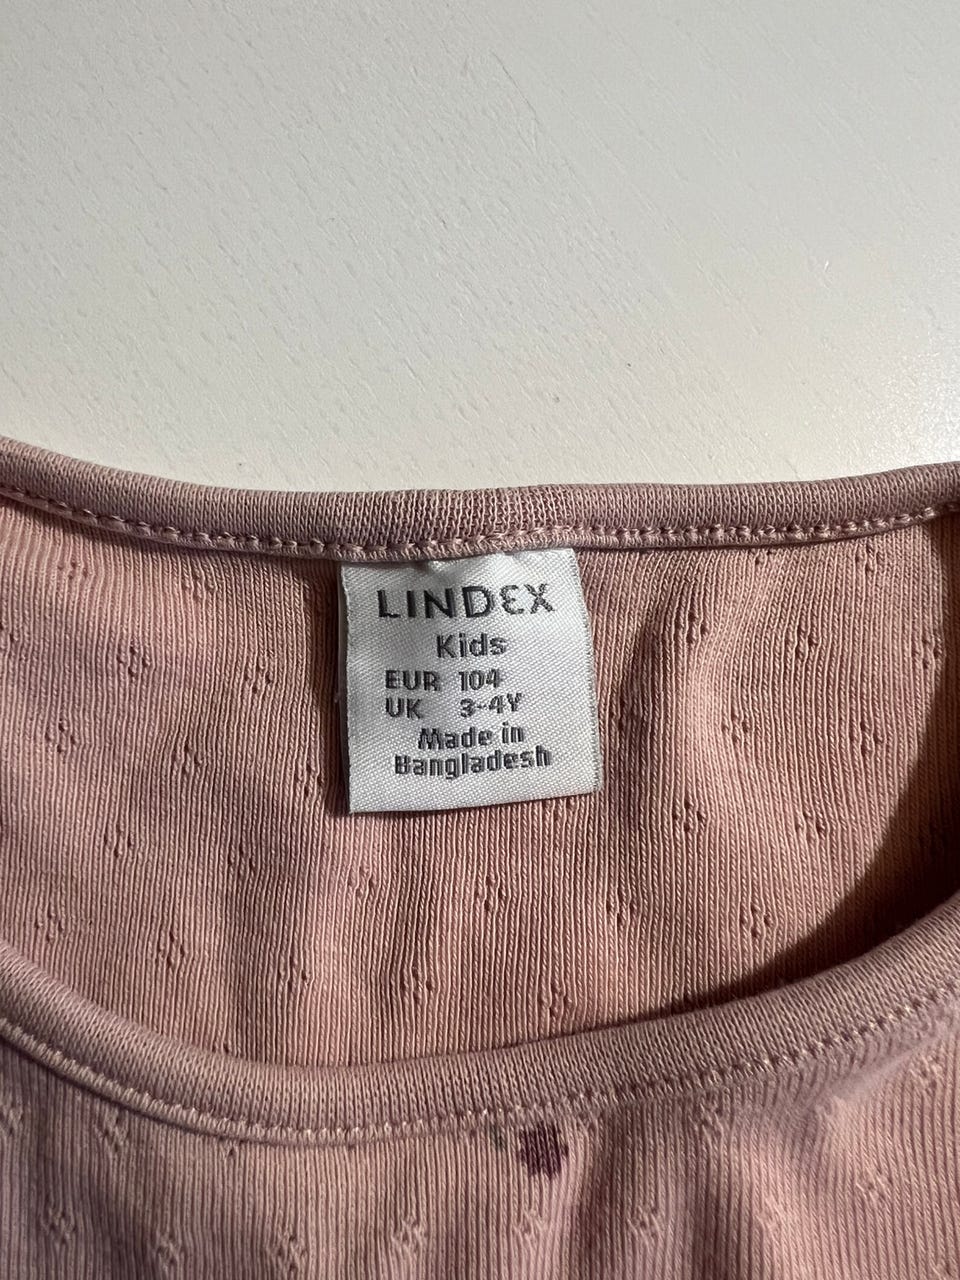 LINDEX
Kids
EUR 104
UK 3-4Y
Made in
Bangladesh